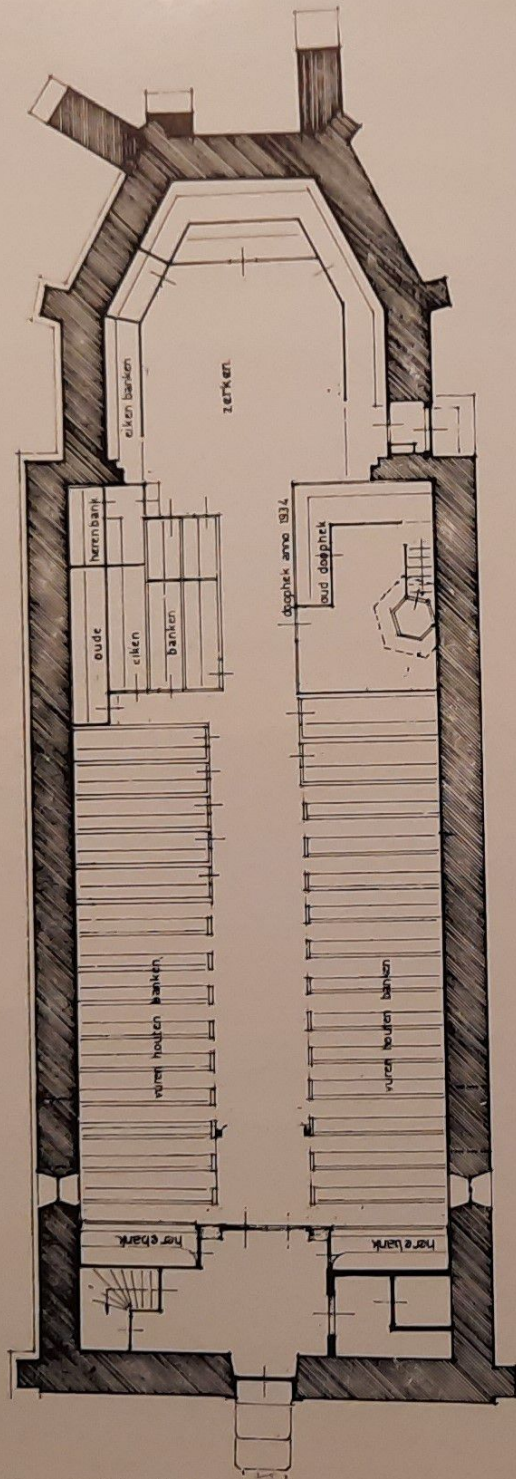 eiken banken
zerken
herenbank
oude
eiken
banken
doophek anno 1934
oud doophek
vuren houten banken
vuren houten banken
herebank
herebank